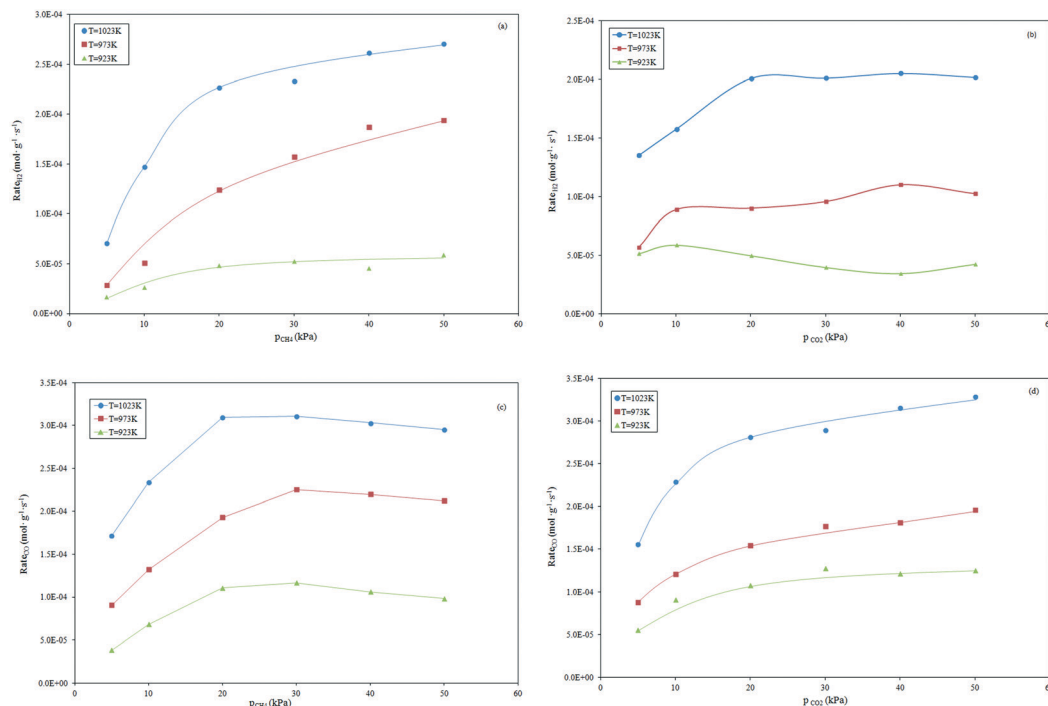 3.0E-04
2.5E-04
2.0E-04
1.5E-04
1.0E-04
5.0E-05
0.0E+00
Rate_H2 (mol· g⁻¹ ·s⁻¹)
T=1023K
T=973K
T=923K
(a)
0 10 20 30 40 50 60
p_CH4 (kPa)
2.5E-04
2.0E-04
1.5E-04
1.0E-04
5.0E-05
0.0E+00
Rate_H2 (mol·g⁻¹· s⁻¹)
T=1023K
T=973K
T=923K
(b)
0 10 20 30 40 50 60
p CO2 (kPa)
3.5E-04
3.0E-04
2.5E-04
2.0E-04
1.5E-04
1.0E-04
5.0E-05
0.0E+00
Rate_CO (mol·g⁻¹·s⁻¹)
T=1023K
T=973K
T=923K
(c)
0 10 20 30 40 50 60
p_CH4 (kPa)
3.5E-04
3.0E-04
2.5E-04
2.0E-04
1.5E-04
1.0E-04
5.0E-05
0.0E+00
Rate_CO (mol·g⁻¹·s⁻¹)
T=1023K
T=973K
T=923K
(d)
0 10 20 30 40 50 60
p CO2 (kPa)